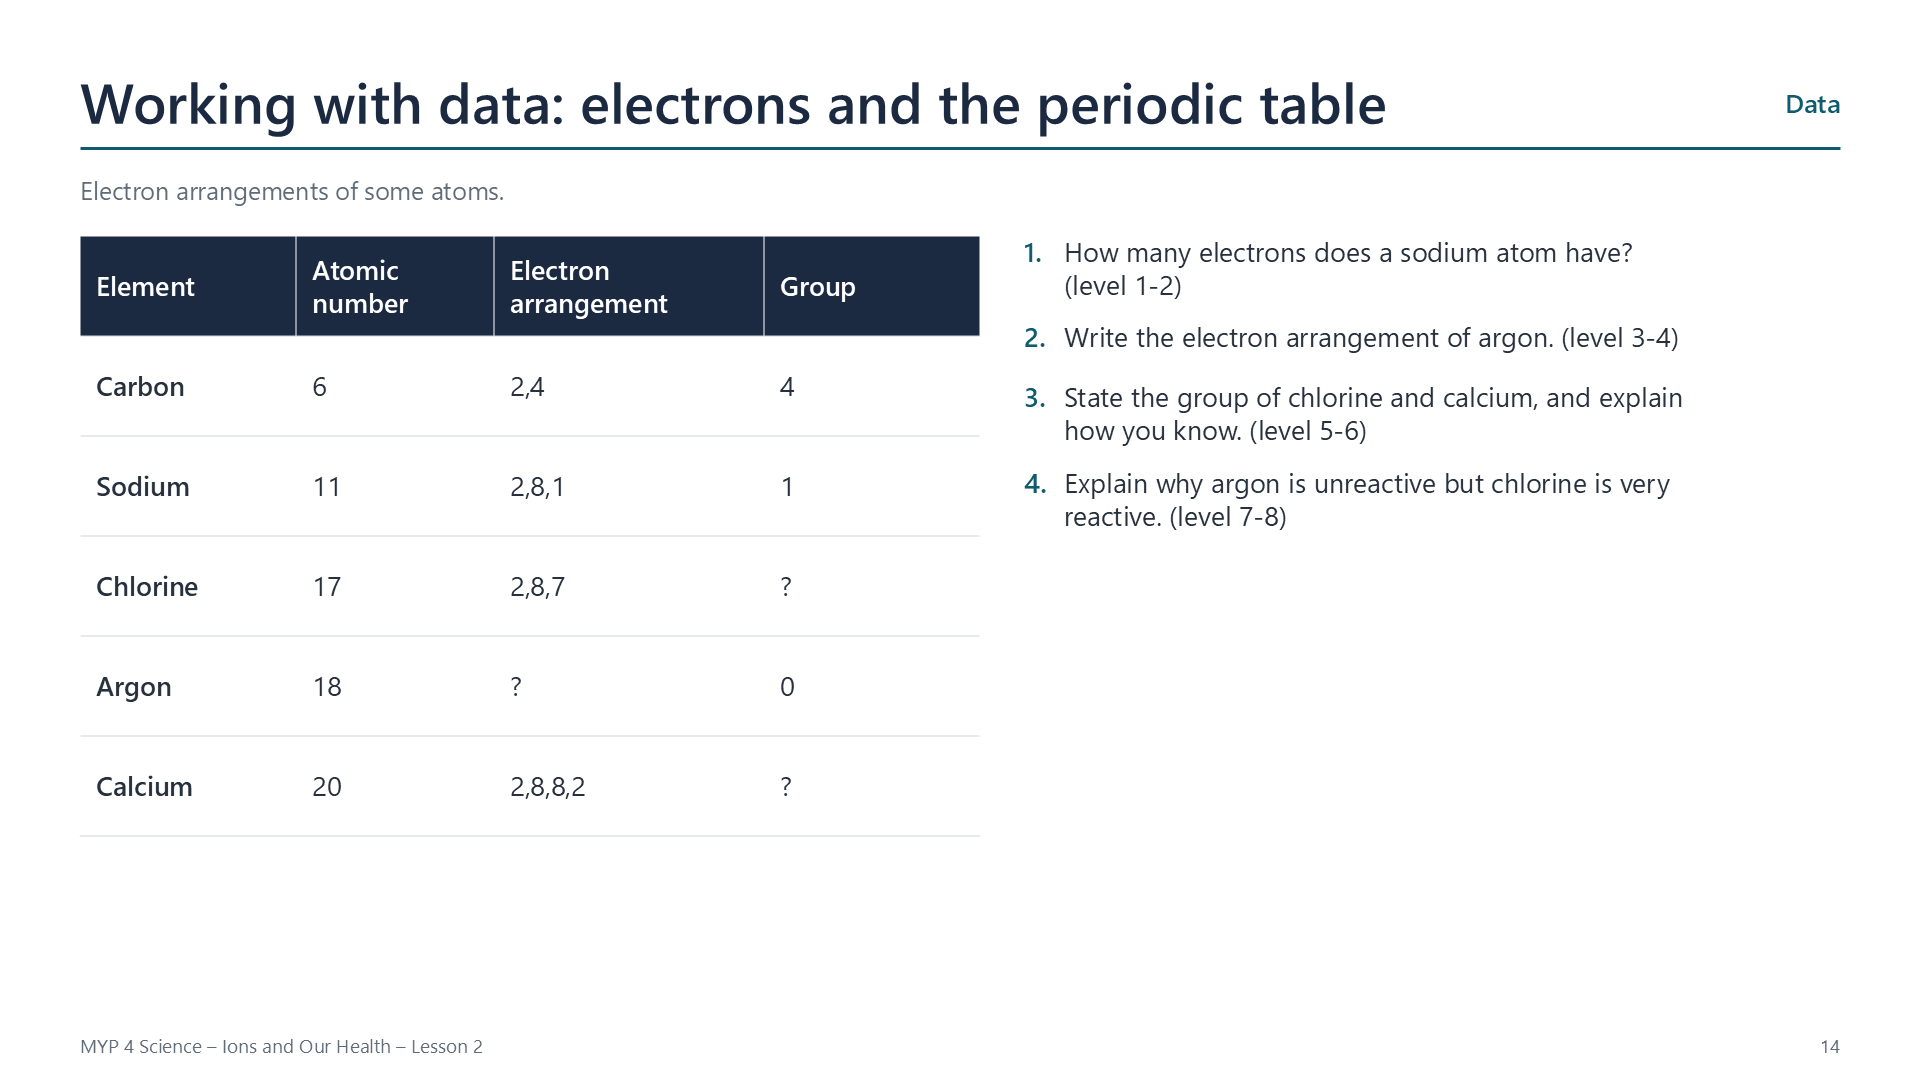 Working with data: electrons and the periodic table
Data
Electron arrangements of some atoms.
Element
Atomic
number
Electron
arrangement
Group
Carbon 6 2,4 4
Sodium 11 2,8,1 1
Chlorine 17 2,8,7 ?
Argon 18 ? 0
Calcium 20 2,8,8,2 ?
1. How many electrons does a sodium atom have?
(level 1-2)
2. Write the electron arrangement of argon. (level 3-4)
3. State the group of chlorine and calcium, and explain
how you know. (level 5-6)
4. Explain why argon is unreactive but chlorine is very
reactive. (level 7-8)
MYP 4 Science – Ions and Our Health – Lesson 2
14